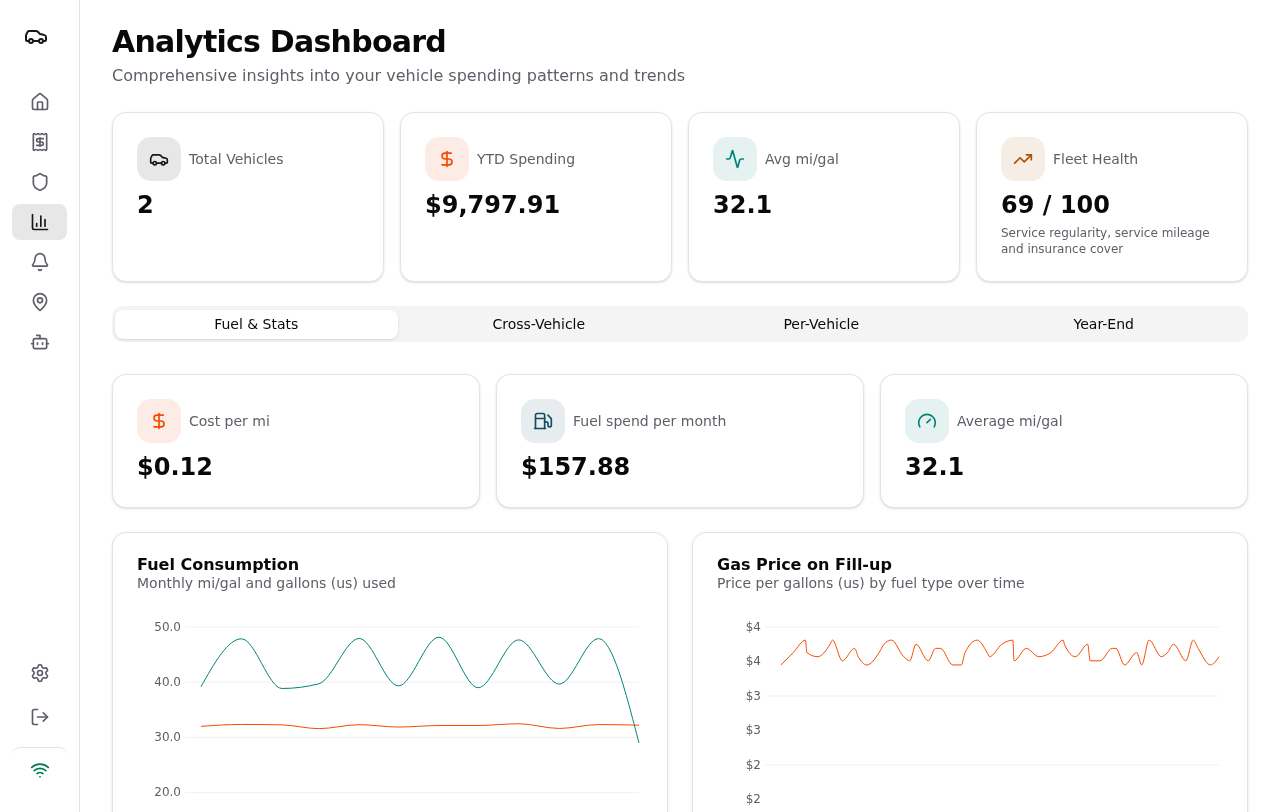 Analytics Dashboard
Comprehensive insights into your vehicle spending patterns and trends
Total Vehicles
2
YTD Spending
$9,797.91
Avg mi/gal
32.1
Fleet Health
69 / 100
Service regularity, service mileage
and insurance cover
Fuel & Stats
Cross-Vehicle
Per-Vehicle
Year-End
Cost per mi
$0.12
Fuel spend per month
$157.88
Average mi/gal
32.1
Fuel Consumption
Monthly mi/gal and gallons (us) used
50.0
40.0
30.0
20.0
Gas Price on Fill-up
Price per gallons (us) by fuel type over time
$4
$4
$3
$3
$2
$2